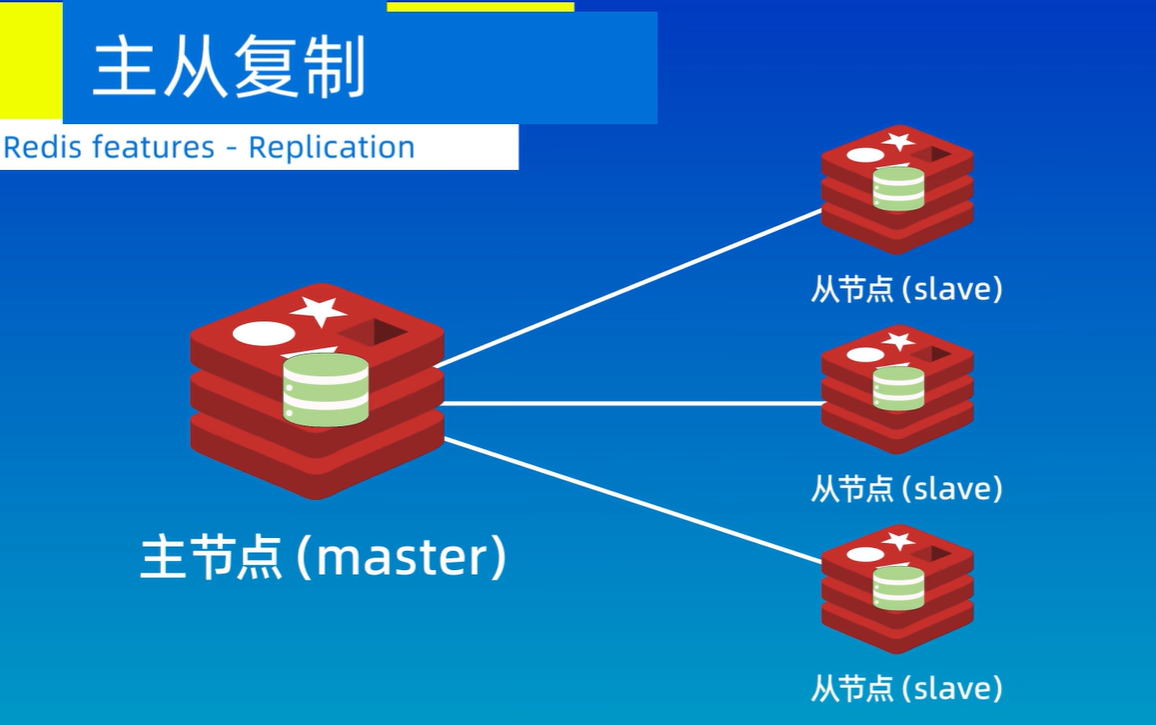 主从复制
Redis features - Replication
从节点 (slave)
从节点 (slave)
主节点 (master)
从节点 (slave)